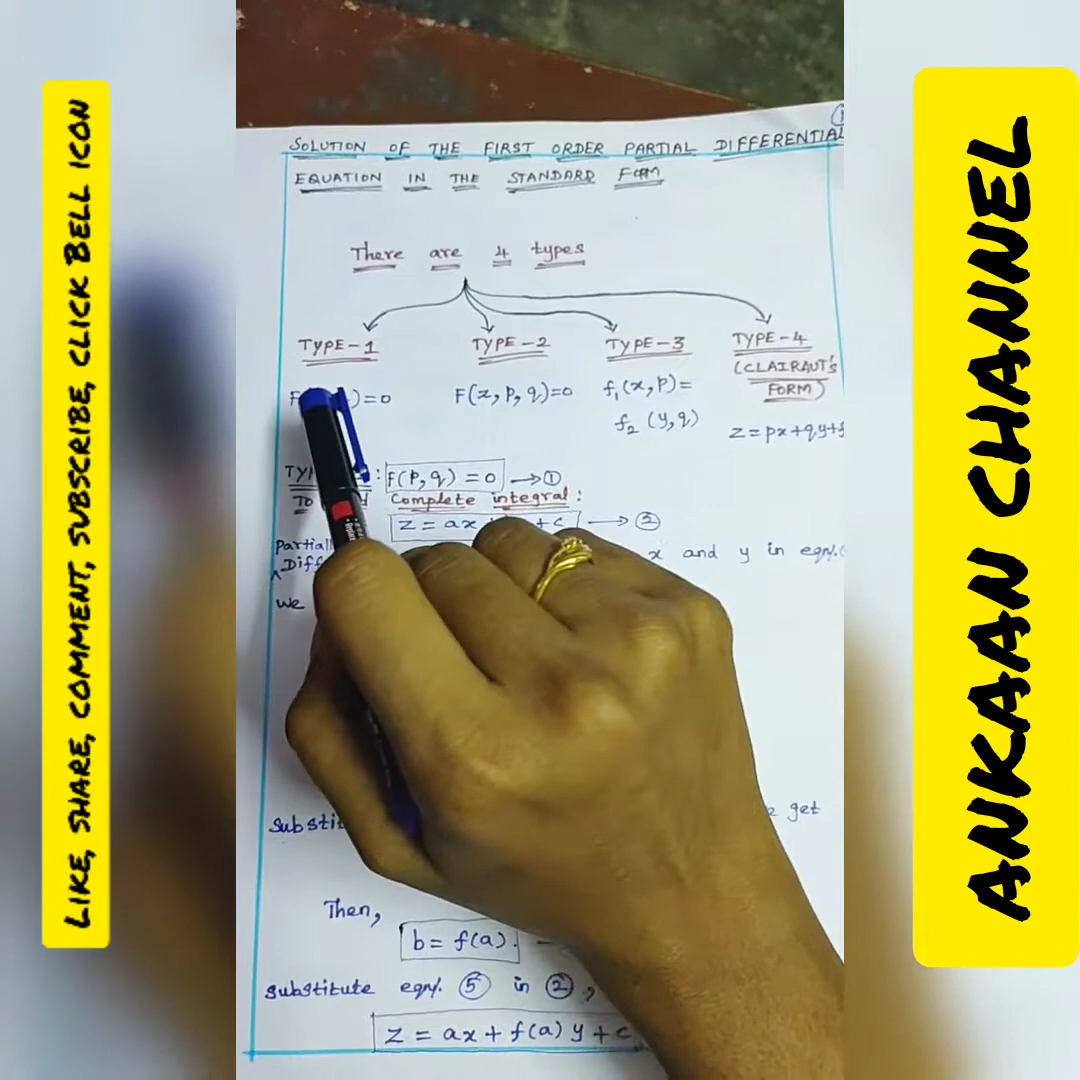 LIKE, SHARE, COMMENT, SUBSCRIBE, CLICK BELL ICON
SOLUTION OF THE FIRST ORDER PARTIAL DIFFERENTIAL
EQUATION IN THE STANDARD FORM
There are 4 types
TYPE-1 TYPE-2 TYPE-3 TYPE-4
(CLAIRAUT'S
FORM)
)=0 F(z, p, q)=0 f₁(x, p)=
f₂ (y, q)
z=px+qy+f
: F(p, q) = 0 → ①
To Complete integral :
z = ax +c → ②
x and y in eqn.
we
get
Then,
b = f(a).
substitute eqn. ⑤ in ②,
z = ax + f(a) y + c
ANKAAN CHANNEL